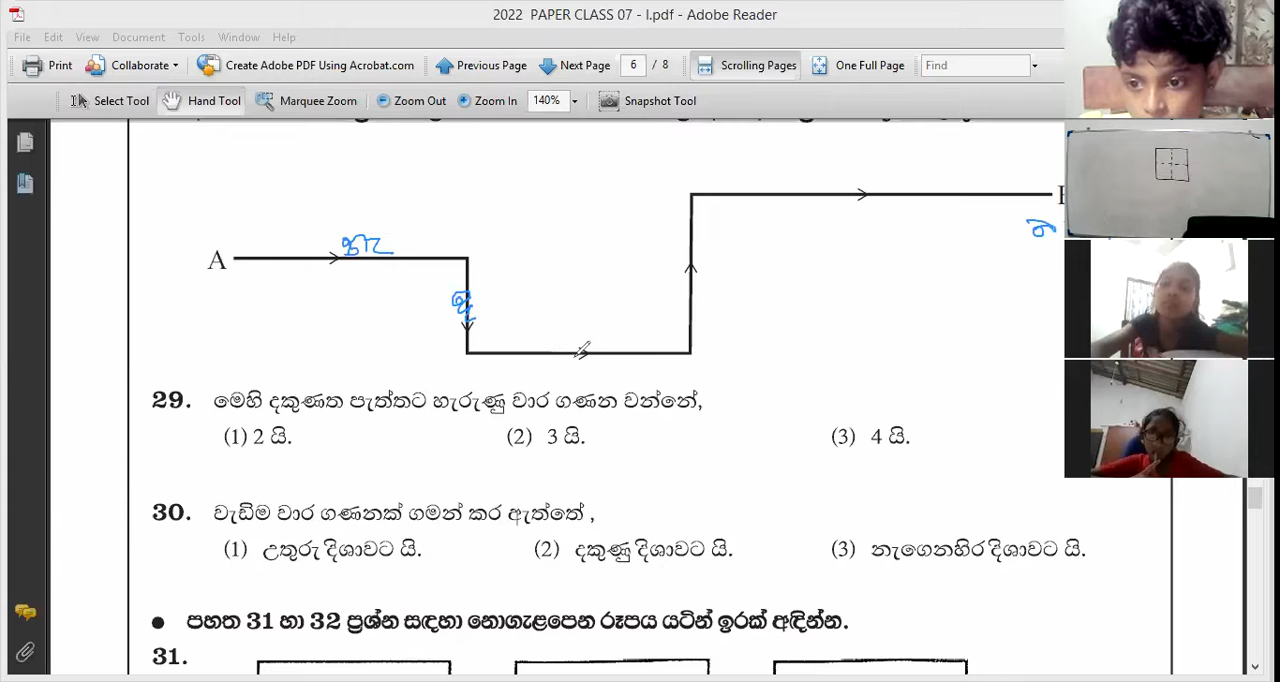 2022 PAPER CLASS 07 - I.pdf - Adobe Reader
File Edit View Document Tools Window Help
Print Collaborate Create Adobe PDF Using Acrobat.com Previous Page Next Page 6 / 8 Scrolling Pages One Full Page Find
Select Tool Hand Tool Marquee Zoom Zoom Out Zoom In 140% Snapshot Tool
A
29. මෙහි දකුණත පැත්තට හැරුණු වාර ගණන වන්නේ,
(1) 2 යි. (2) 3 යි. (3) 4 යි.
30. වැඩිම වාර ගණනක් ගමන් කර ඇත්තේ ,
(1) උතුරු දිශාවට යි. (2) දකුණු දිශාවට යි. (3) නැගෙනහිර දිශාවට යි.
● පහත 31 හා 32 ප්‍රශ්න සඳහා නොගැළපෙන රූපය යටින් ඉරක් අඳින්න.
31.